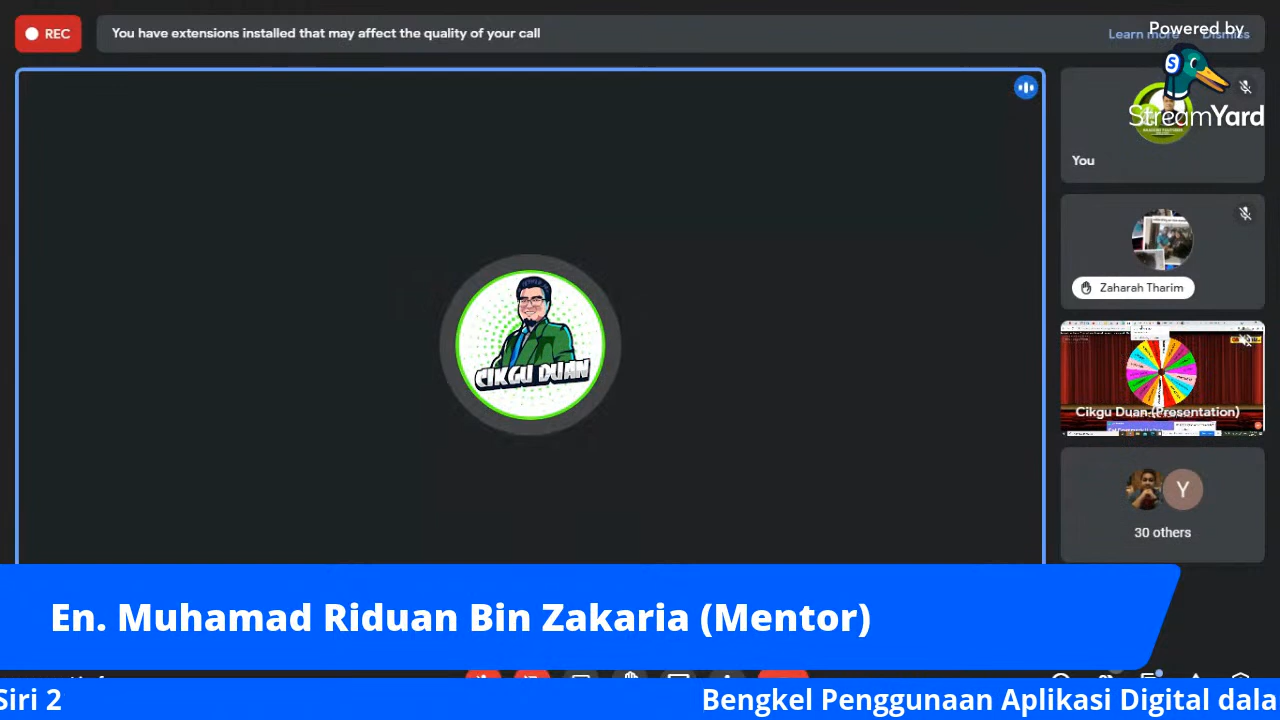 REC
You have extensions installed that may affect the quality of your call
Learn more
Dismiss
Powered by
StreamYard
You
Zaharah Tharim
CIKGU DUAN
Cikgu Duan (Presentation)
Y
30 others
En. Muhamad Riduan Bin Zakaria (Mentor)
Siri 2
Bengkel Penggunaan Aplikasi Digital dala